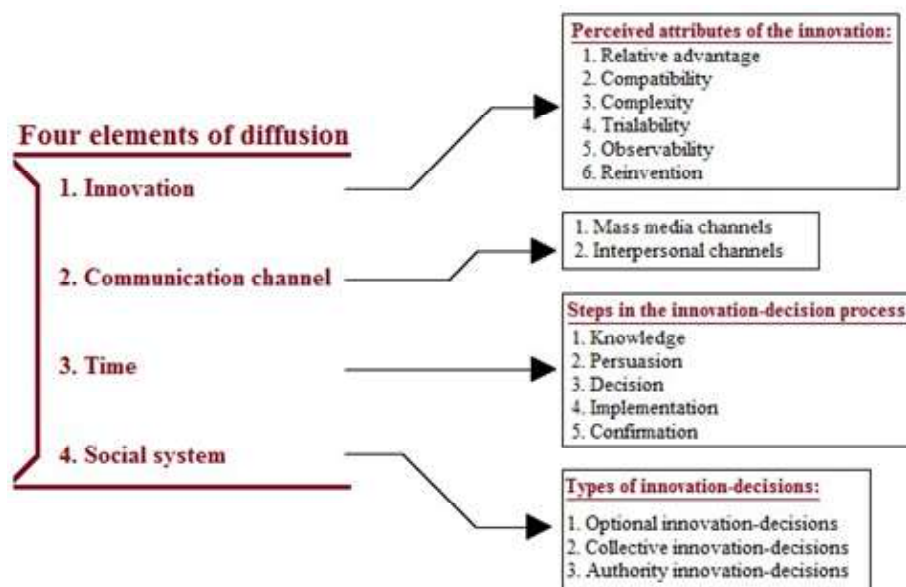 Four elements of diffusion
1. Innovation
2. Communication channel
3. Time
4. Social system
Perceived attributes of the innovation:
1. Relative advantage
2. Compatibility
3. Complexity
4. Trialability
5. Observability
6. Reinvention
1. Mass media channels
2. Interpersonal channels
Steps in the innovation-decision process
1. Knowledge
2. Persuasion
3. Decision
4. Implementation
5. Confirmation
Types of innovation-decisions:
1. Optional innovation-decisions
2. Collective innovation-decisions
3. Authority innovation-decisions